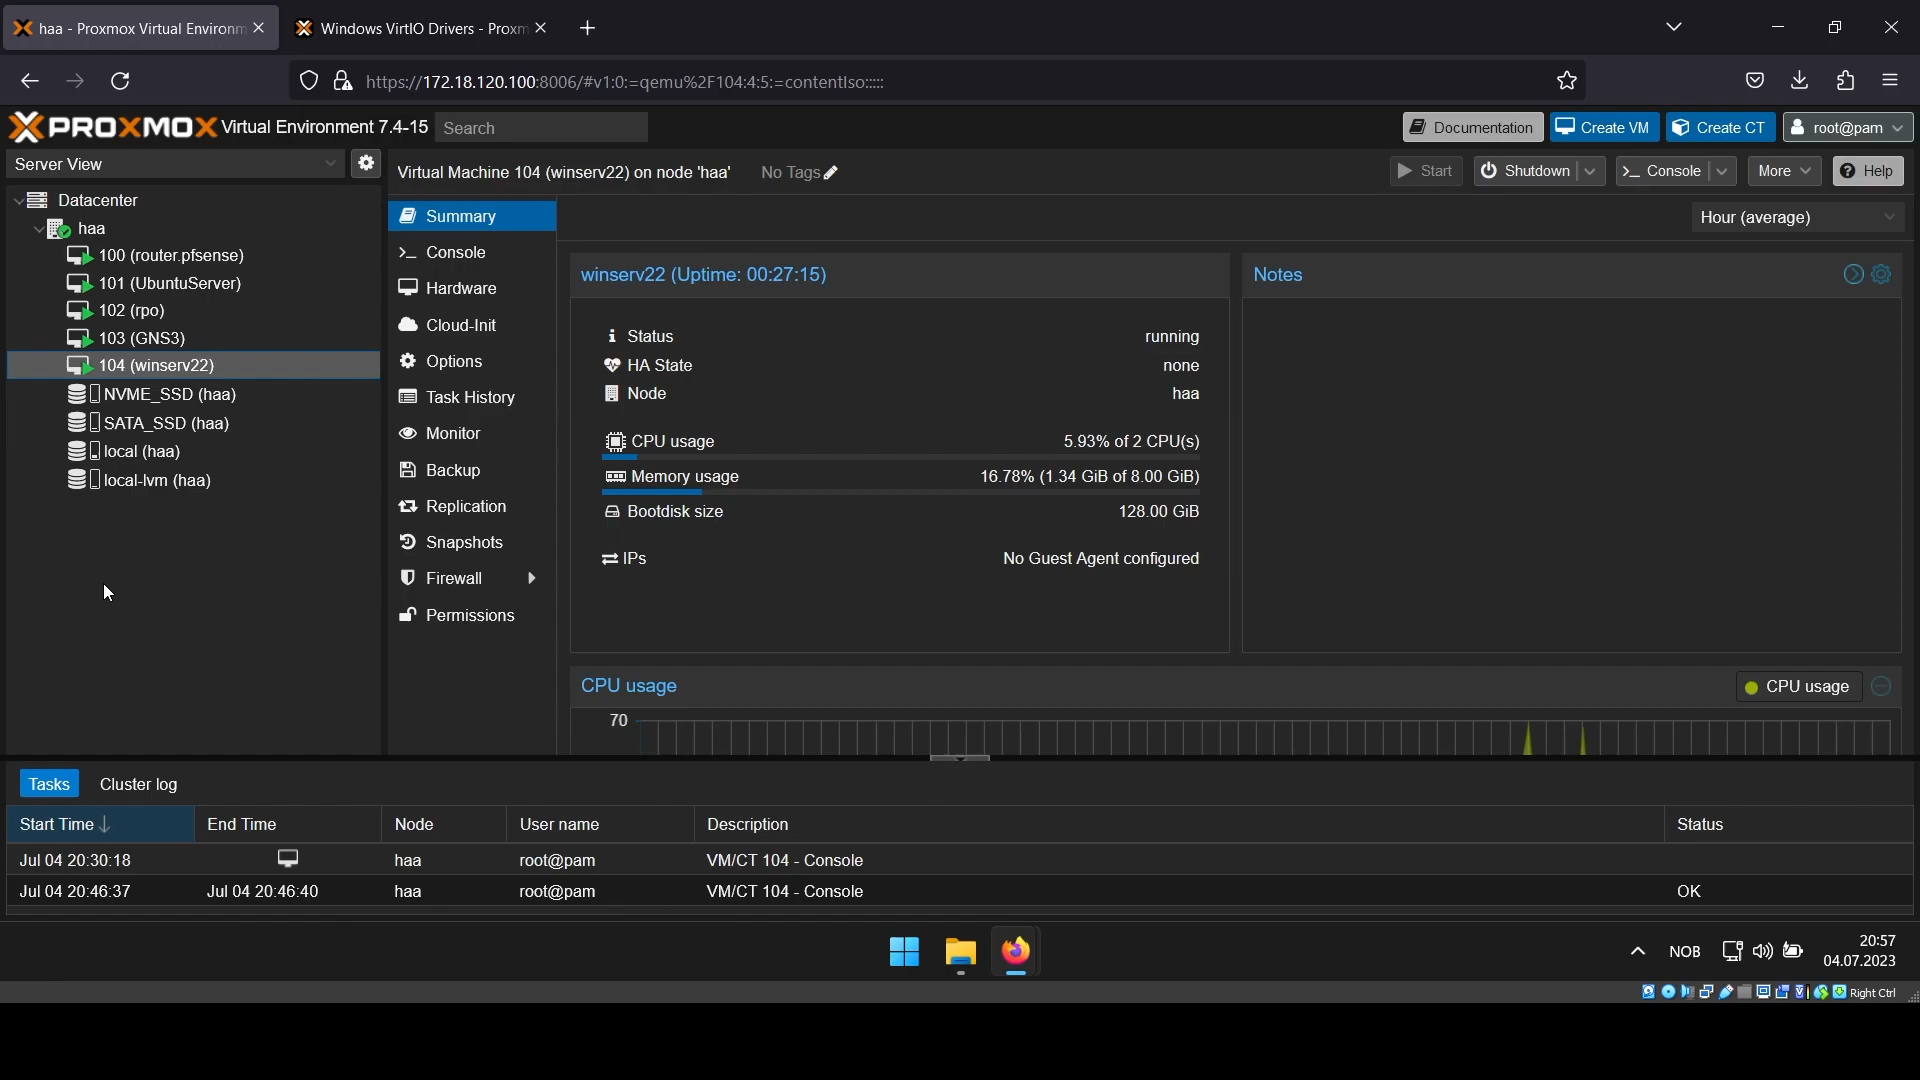 haa - Proxmox Virtual Environm
Windows VirtIO Drivers - Proxm
https://172.18.120.100:8006/#v1:0:=qemu%2F104:4:5:=contentIso:::::
PROXMOX Virtual Environment 7.4-15
Search
Documentation
Create VM
Create CT
root@pam
Server View
Virtual Machine 104 (winserv22) on node 'haa'
No Tags
Start
Shutdown
Console
More
Help
Datacenter
haa
100 (router.pfsense)
101 (UbuntuServer)
102 (rpo)
103 (GNS3)
104 (winserv22)
NVME_SSD (haa)
SATA_SSD (haa)
local (haa)
local-lvm (haa)
Summary
Console
Hardware
Cloud-Init
Options
Task History
Monitor
Backup
Replication
Snapshots
Firewall
Permissions
Hour (average)
winserv22 (Uptime: 00:27:15)
Status running
HA State none
Node haa
CPU usage 5.93% of 2 CPU(s)
Memory usage 16.78% (1.34 GiB of 8.00 GiB)
Bootdisk size 128.00 GiB
IPs No Guest Agent configured
Notes
CPU usage
CPU usage
70
Tasks
Cluster log
Start Time End Time Node User name Description Status
Jul 04 20:30:18 haa root@pam VM/CT 104 - Console
Jul 04 20:46:37 Jul 04 20:46:40 haa root@pam VM/CT 104 - Console OK
NOB
20:57
04.07.2023
Right Ctrl